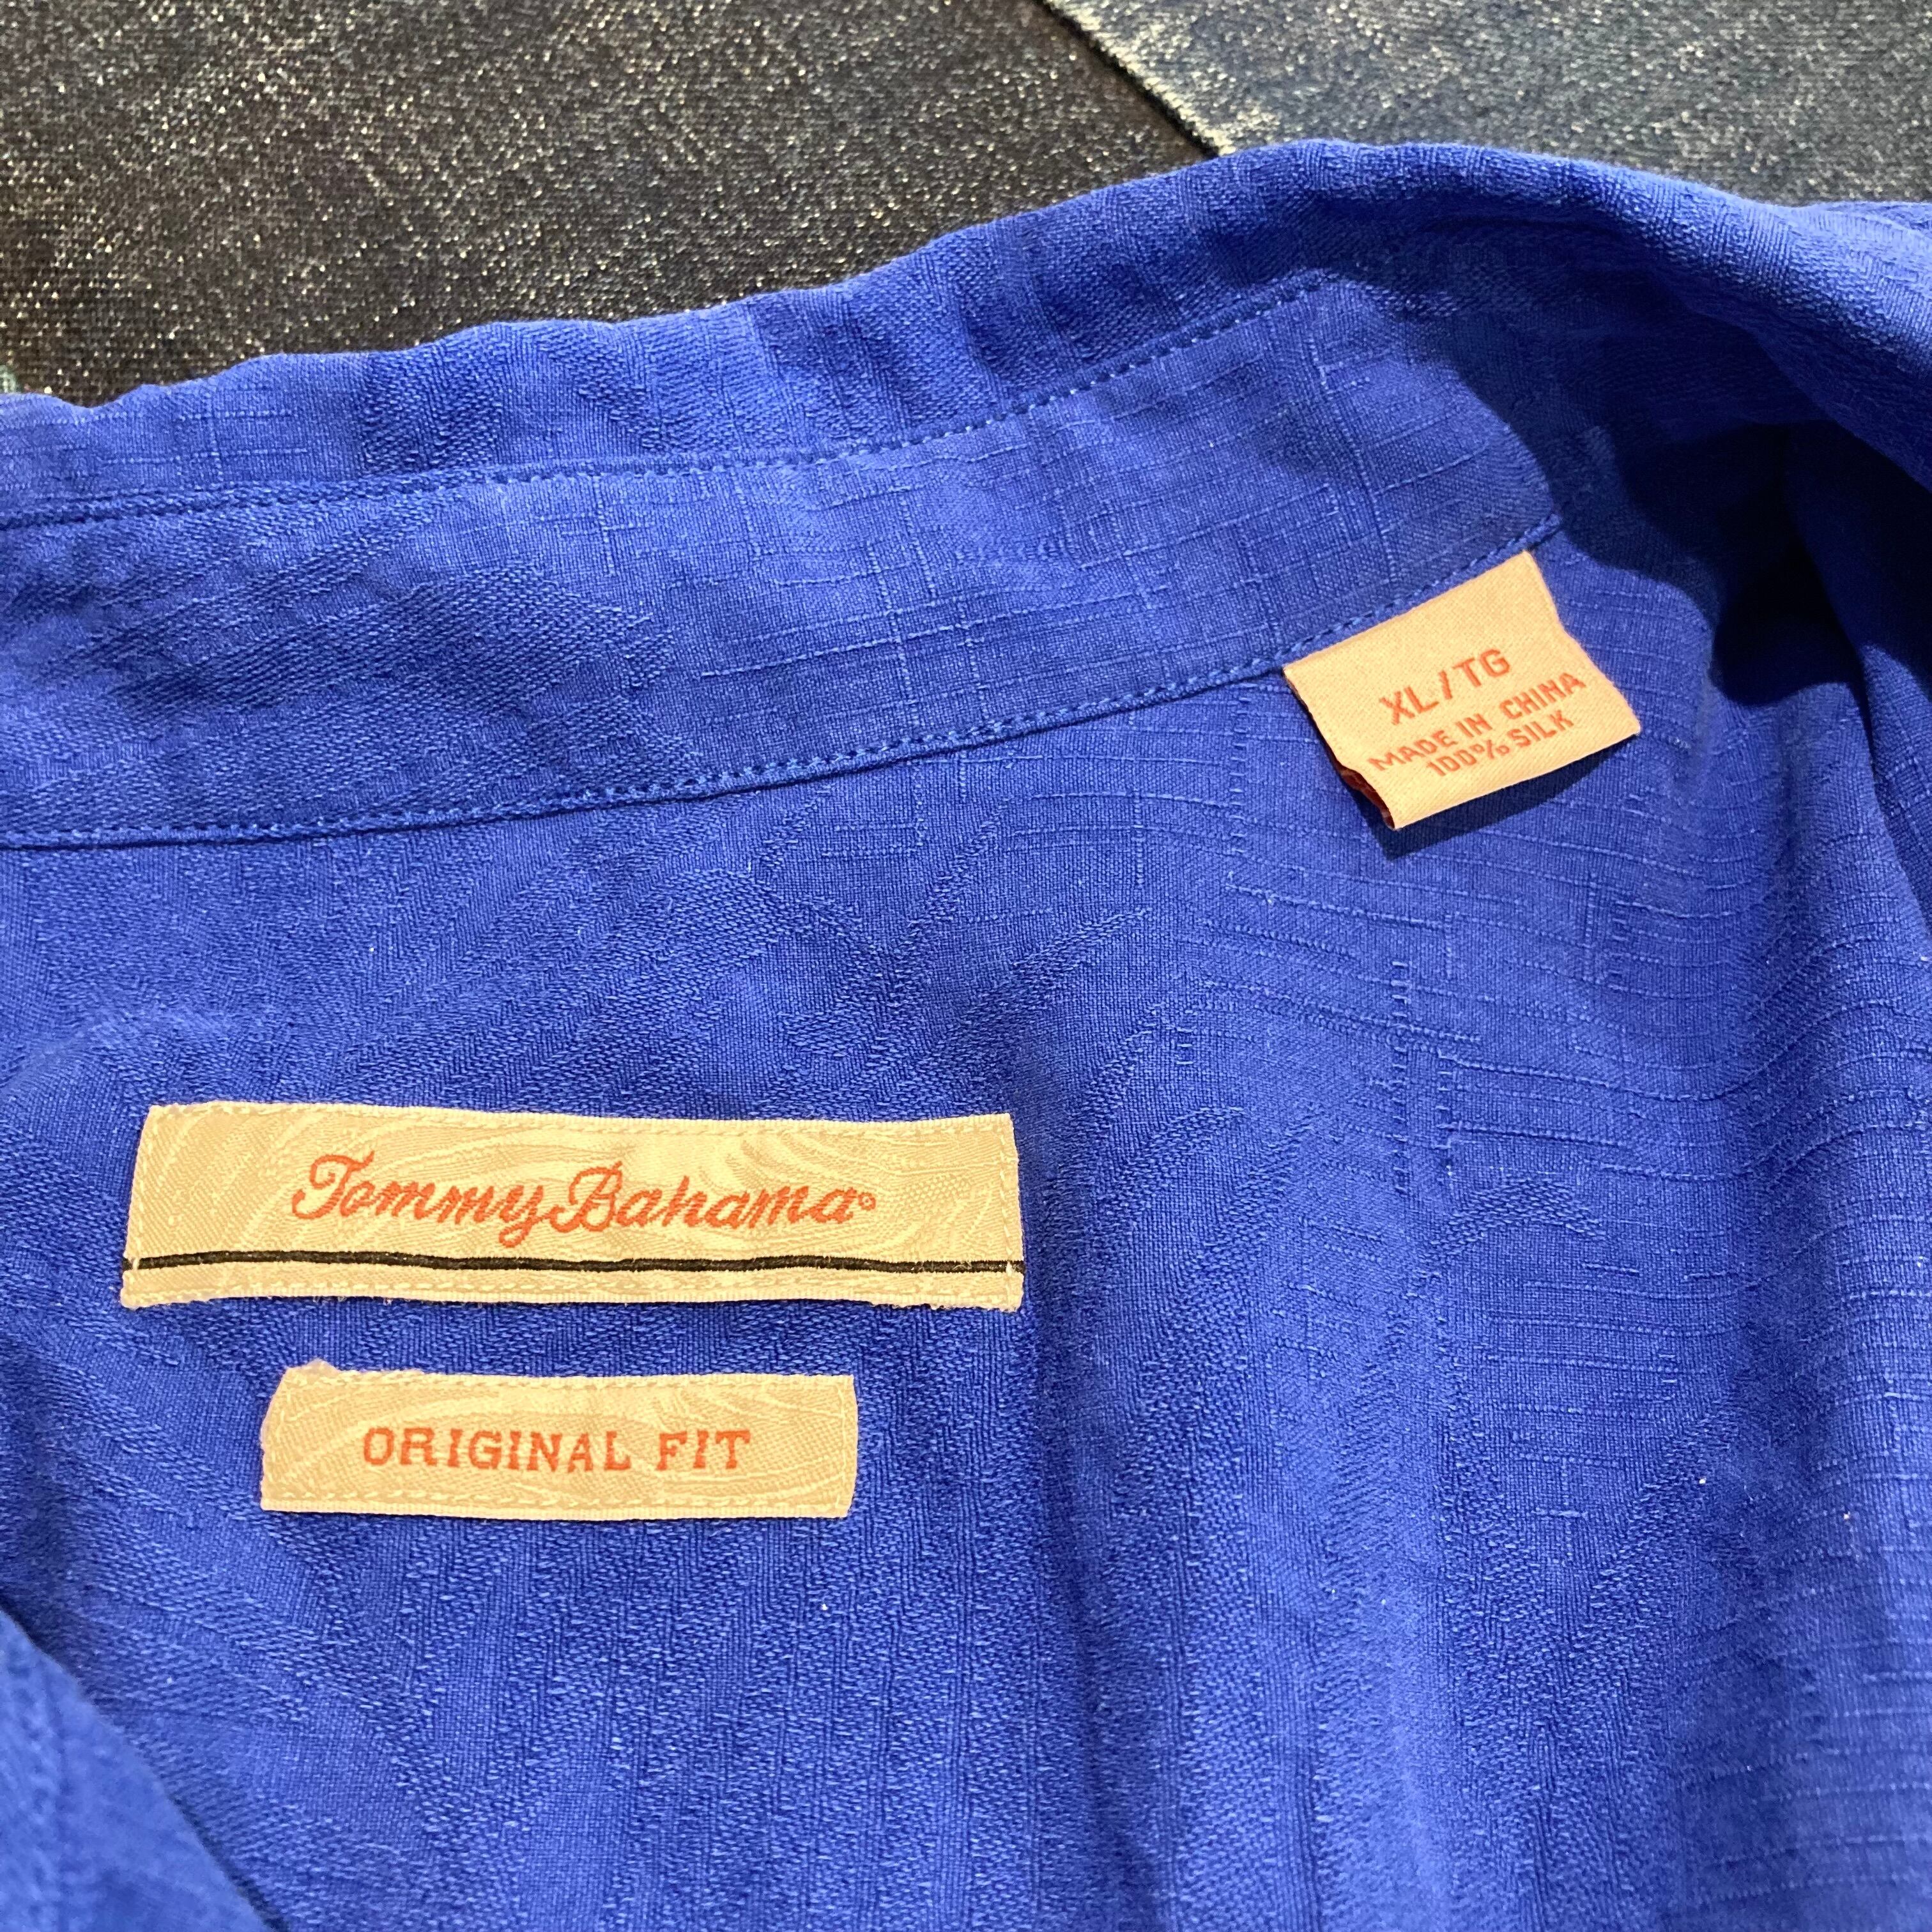 XL/TG
MADE IN CHINA
100% SILK
Tommy Bahama®
ORIGINAL FIT